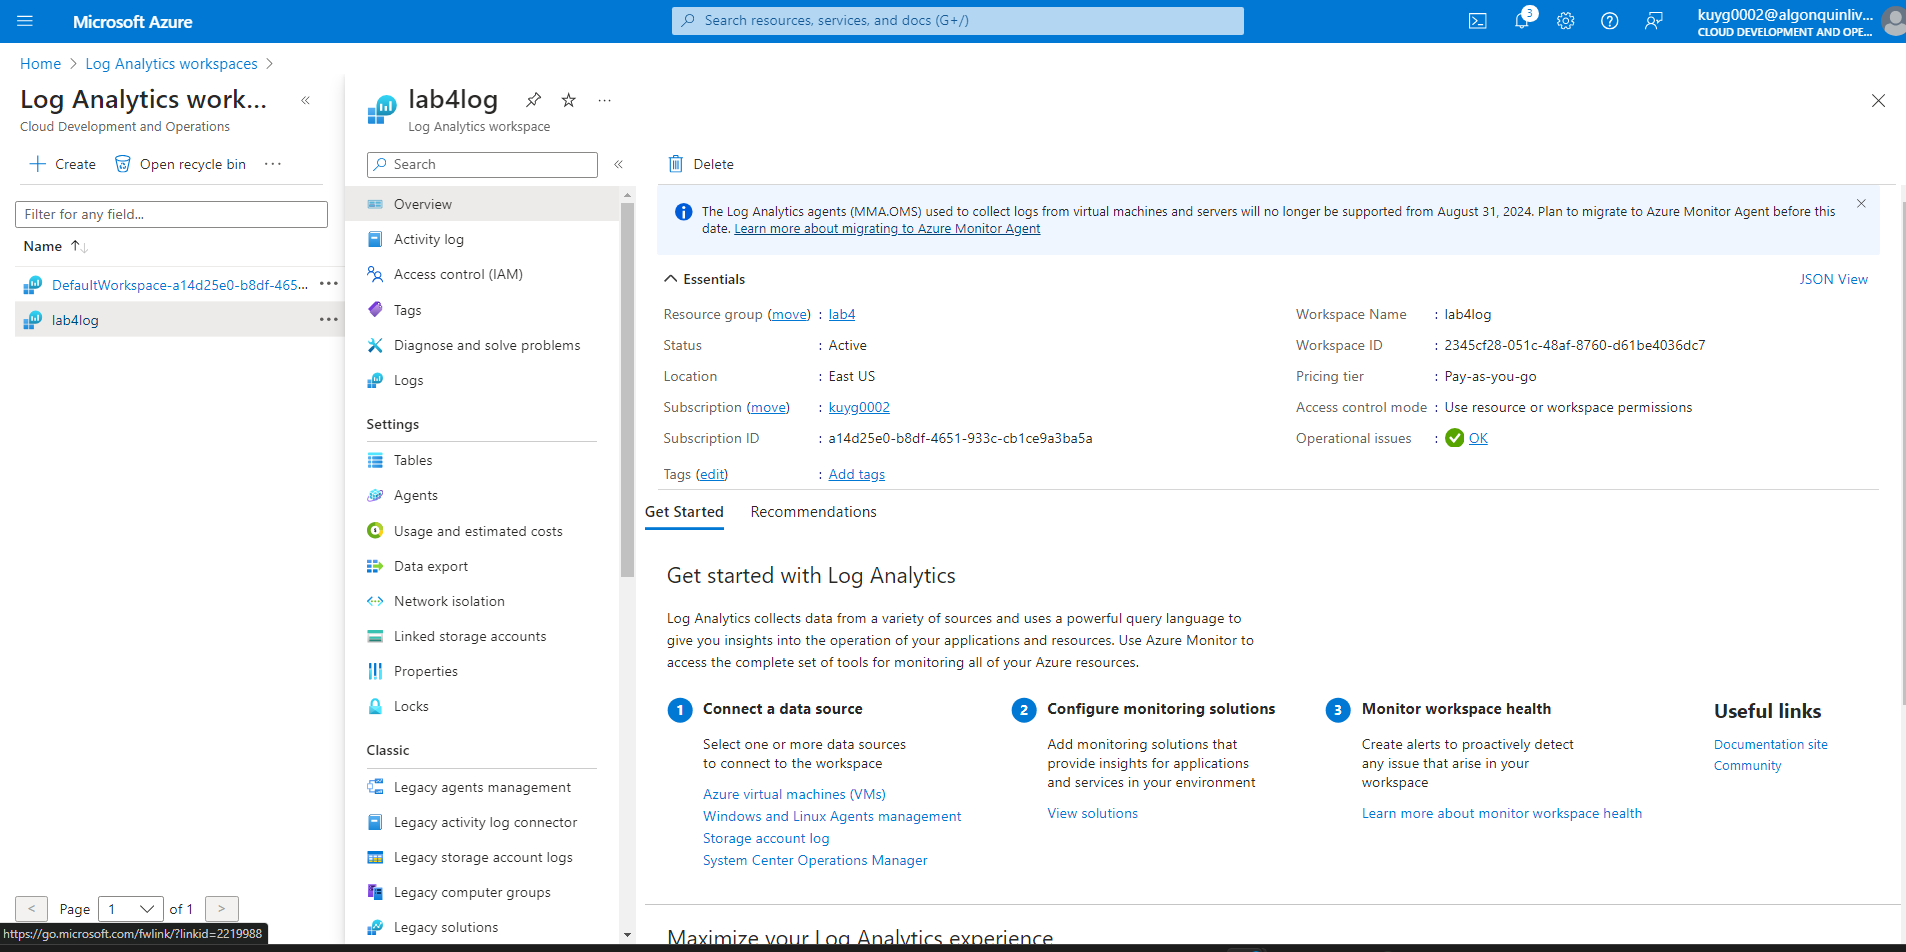 Microsoft Azure
Search resources, services, and docs (G+/)
3
kuyg0002@algonquinliv...
CLOUD DEVELOPMENT AND OPE...
Home > Log Analytics workspaces >
Log Analytics work...
Cloud Development and Operations
Create
Open recycle bin
Filter for any field...
Name
DefaultWorkspace-a14d25e0-b8df-465...
lab4log
Page 1 of 1
https://go.microsoft.com/fwlink/?linkid=2219988
lab4log
Log Analytics workspace
Search
Overview
Activity log
Access control (IAM)
Tags
Diagnose and solve problems
Logs
Settings
Tables
Agents
Usage and estimated costs
Data export
Network isolation
Linked storage accounts
Properties
Locks
Classic
Legacy agents management
Legacy activity log connector
Legacy storage account logs
Legacy computer groups
Legacy solutions
Delete
The Log Analytics agents (MMA.OMS) used to collect logs from virtual machines and servers will no longer be supported from August 31, 2024. Plan to migrate to Azure Monitor Agent before this
date. Learn more about migrating to Azure Monitor Agent
Essentials
JSON View
Resource group (move) : lab4
Status : Active
Location : East US
Subscription (move) : kuyg0002
Subscription ID : a14d25e0-b8df-4651-933c-cb1ce9a3ba5a
Tags (edit) : Add tags
Workspace Name : lab4log
Workspace ID : 2345cf28-051c-48af-8760-d61be4036dc7
Pricing tier : Pay-as-you-go
Access control mode : Use resource or workspace permissions
Operational issues : OK
Get Started
Recommendations
Get started with Log Analytics
Log Analytics collects data from a variety of sources and uses a powerful query language to
give you insights into the operation of your applications and resources. Use Azure Monitor to
access the complete set of tools for monitoring all of your Azure resources.
1 Connect a data source
Select one or more data sources
to connect to the workspace
Azure virtual machines (VMs)
Windows and Linux Agents management
Storage account log
System Center Operations Manager
2 Configure monitoring solutions
Add monitoring solutions that
provide insights for applications
and services in your environment
View solutions
3 Monitor workspace health
Create alerts to proactively detect
any issue that arise in your
workspace
Learn more about monitor workspace health
Useful links
Documentation site
Community
Maximize your Log Analytics experience